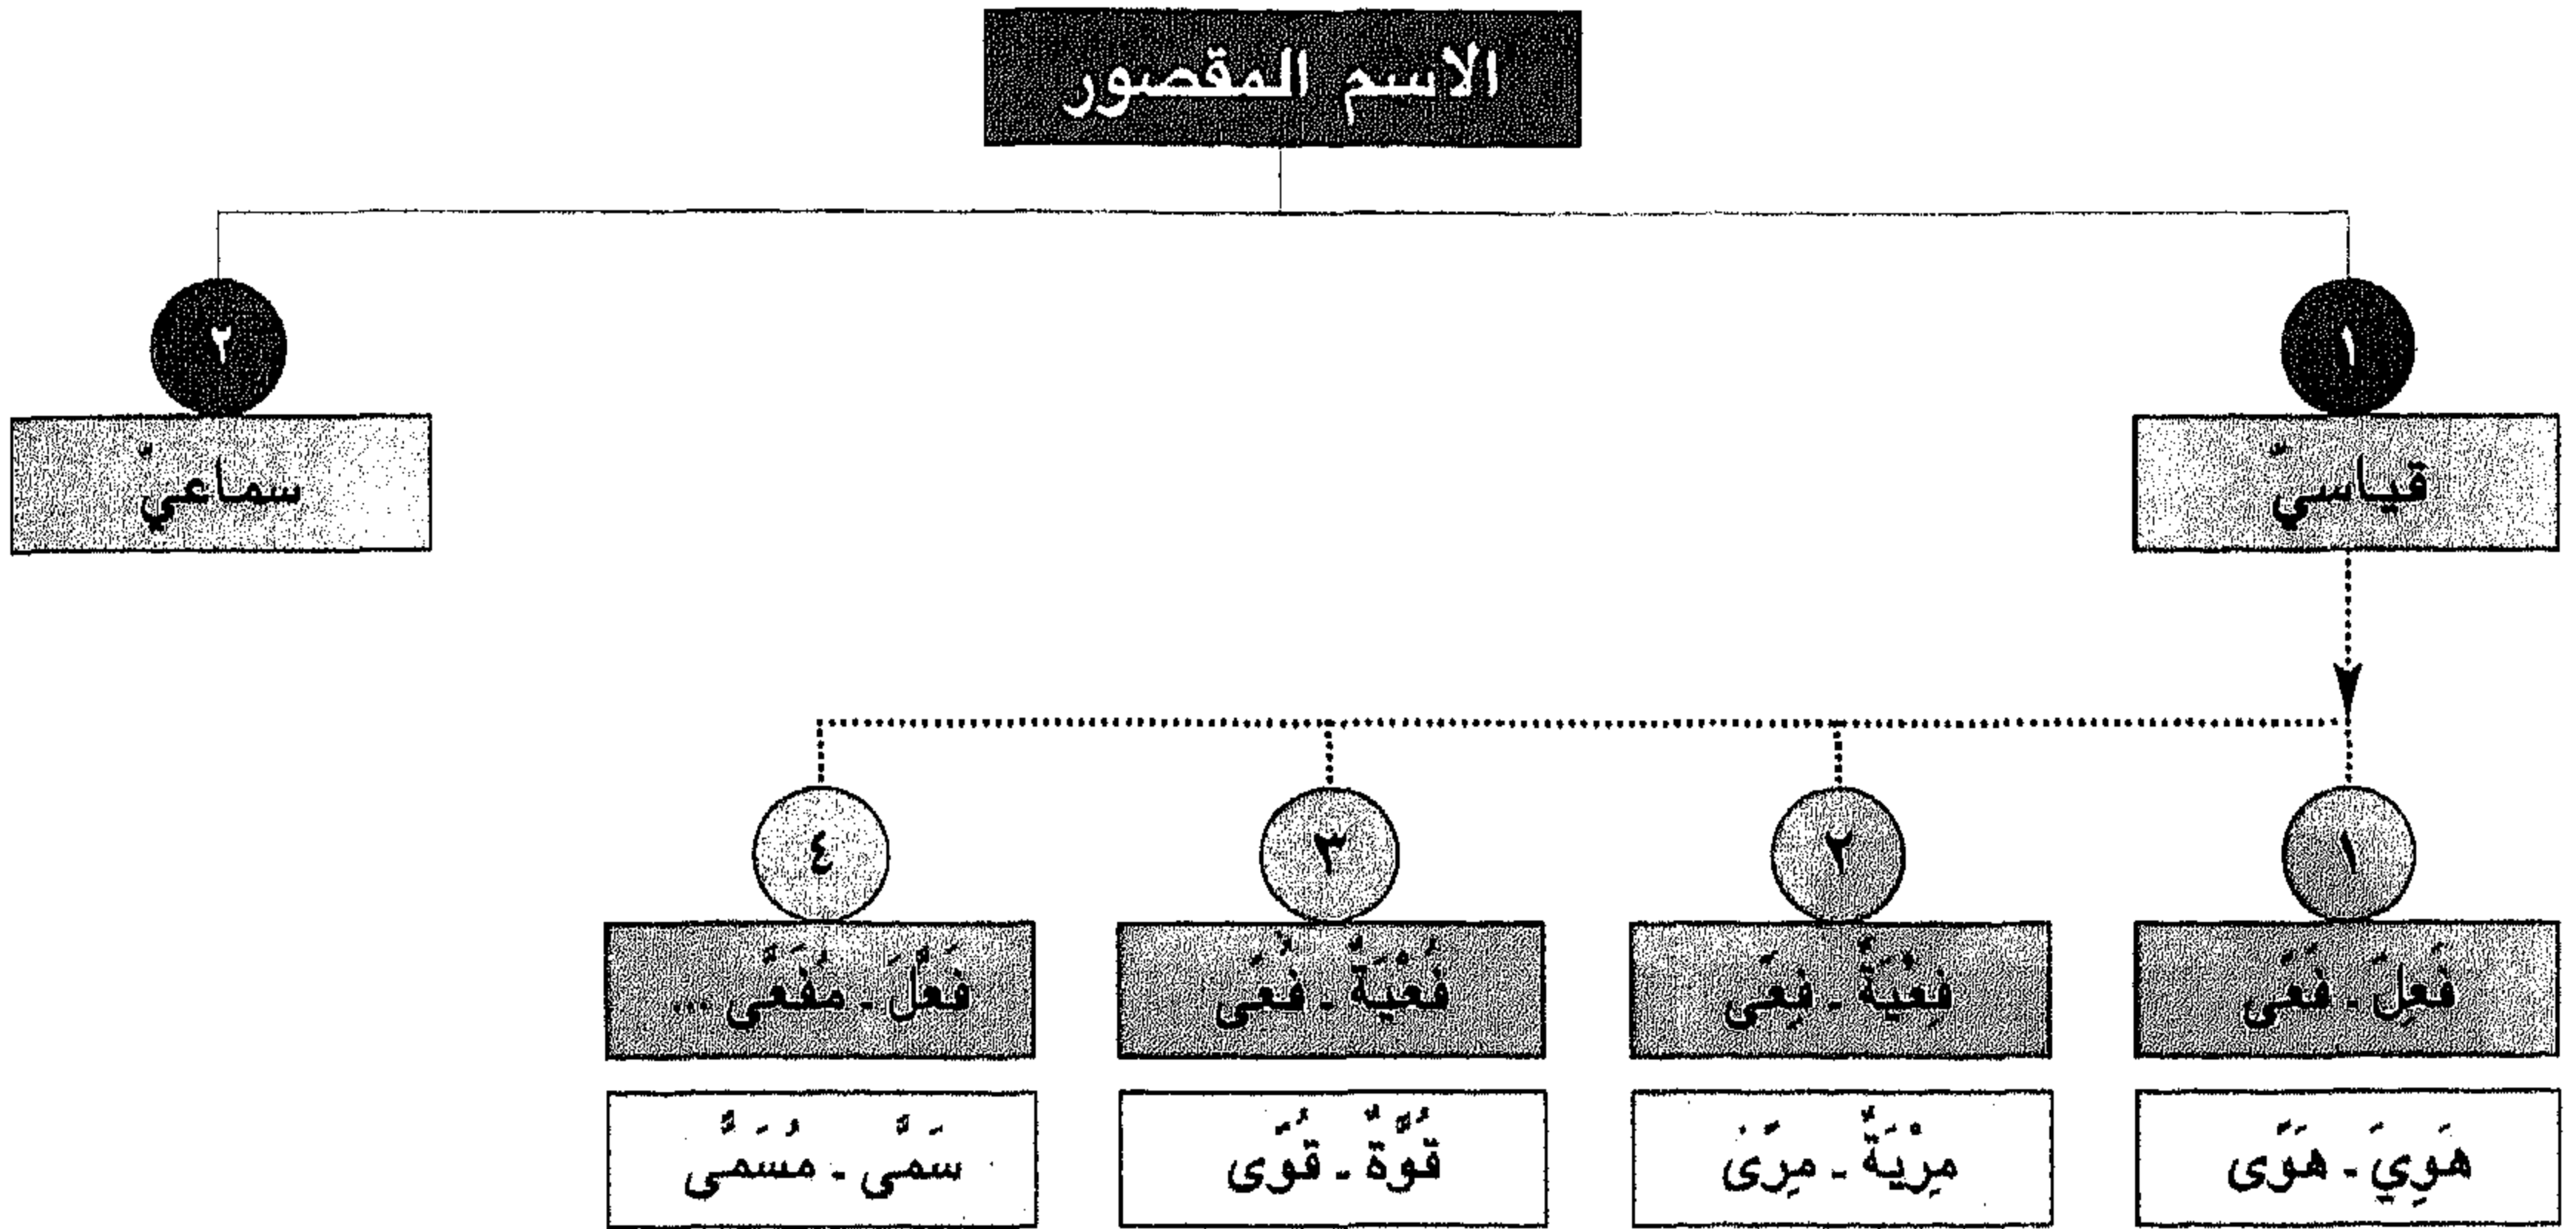 الاسم المقصور
١
قياسيّ
٢
سماعيّ
١
فَعِلَ - فَعًى
هَوِيَ - هَوًى
٢
فِعْيَةٌ - فِعًى
مِرْيَةٌ - مِرًى
٣
فُعْيَةٌ - فُعًى
قُوَّةٌ - قُوًى
٤
فَعَّلَ - مُفَعًّى ...
سَمَّى - مُسَمًّى